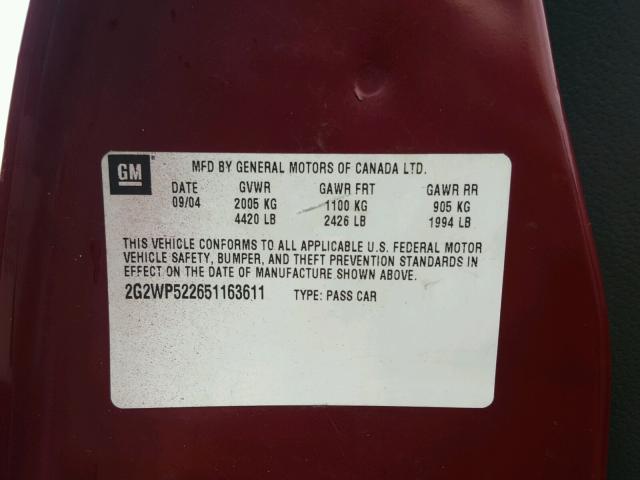 GM
MFD BY GENERAL MOTORS OF CANADA LTD.
DATE GVWR GAWR FRT GAWR RR
09/04 2005 KG 1100 KG 905 KG
4420 LB 2426 LB 1994 LB
THIS VEHICLE CONFORMS TO ALL APPLICABLE U.S. FEDERAL MOTOR
VEHICLE SAFETY, BUMPER, AND THEFT PREVENTION STANDARDS IN
EFFECT ON THE DATE OF MANUFACTURE SHOWN ABOVE.
2G2WP522651163611 TYPE: PASS CAR